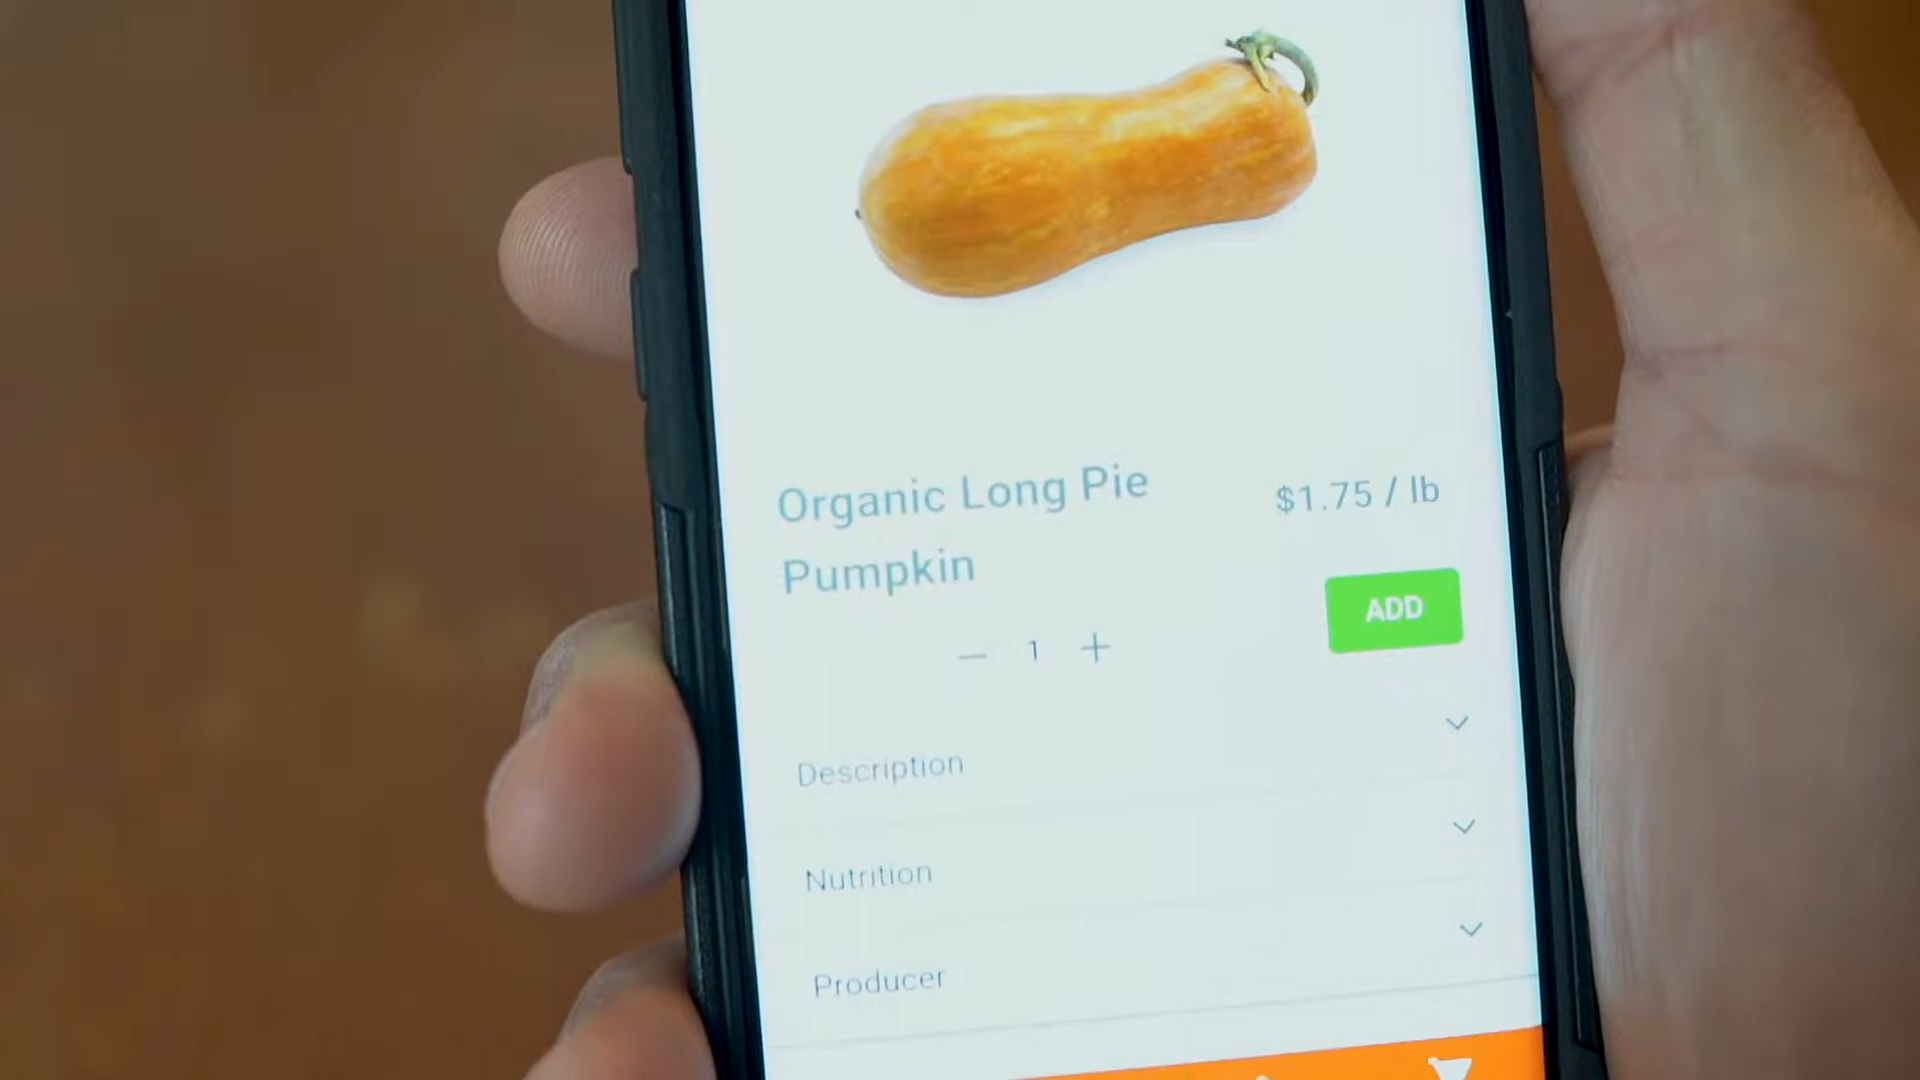 Organic Long Pie
Pumpkin
$1.75 / lb
ADD
— 1 +
Description
Nutrition
Producer